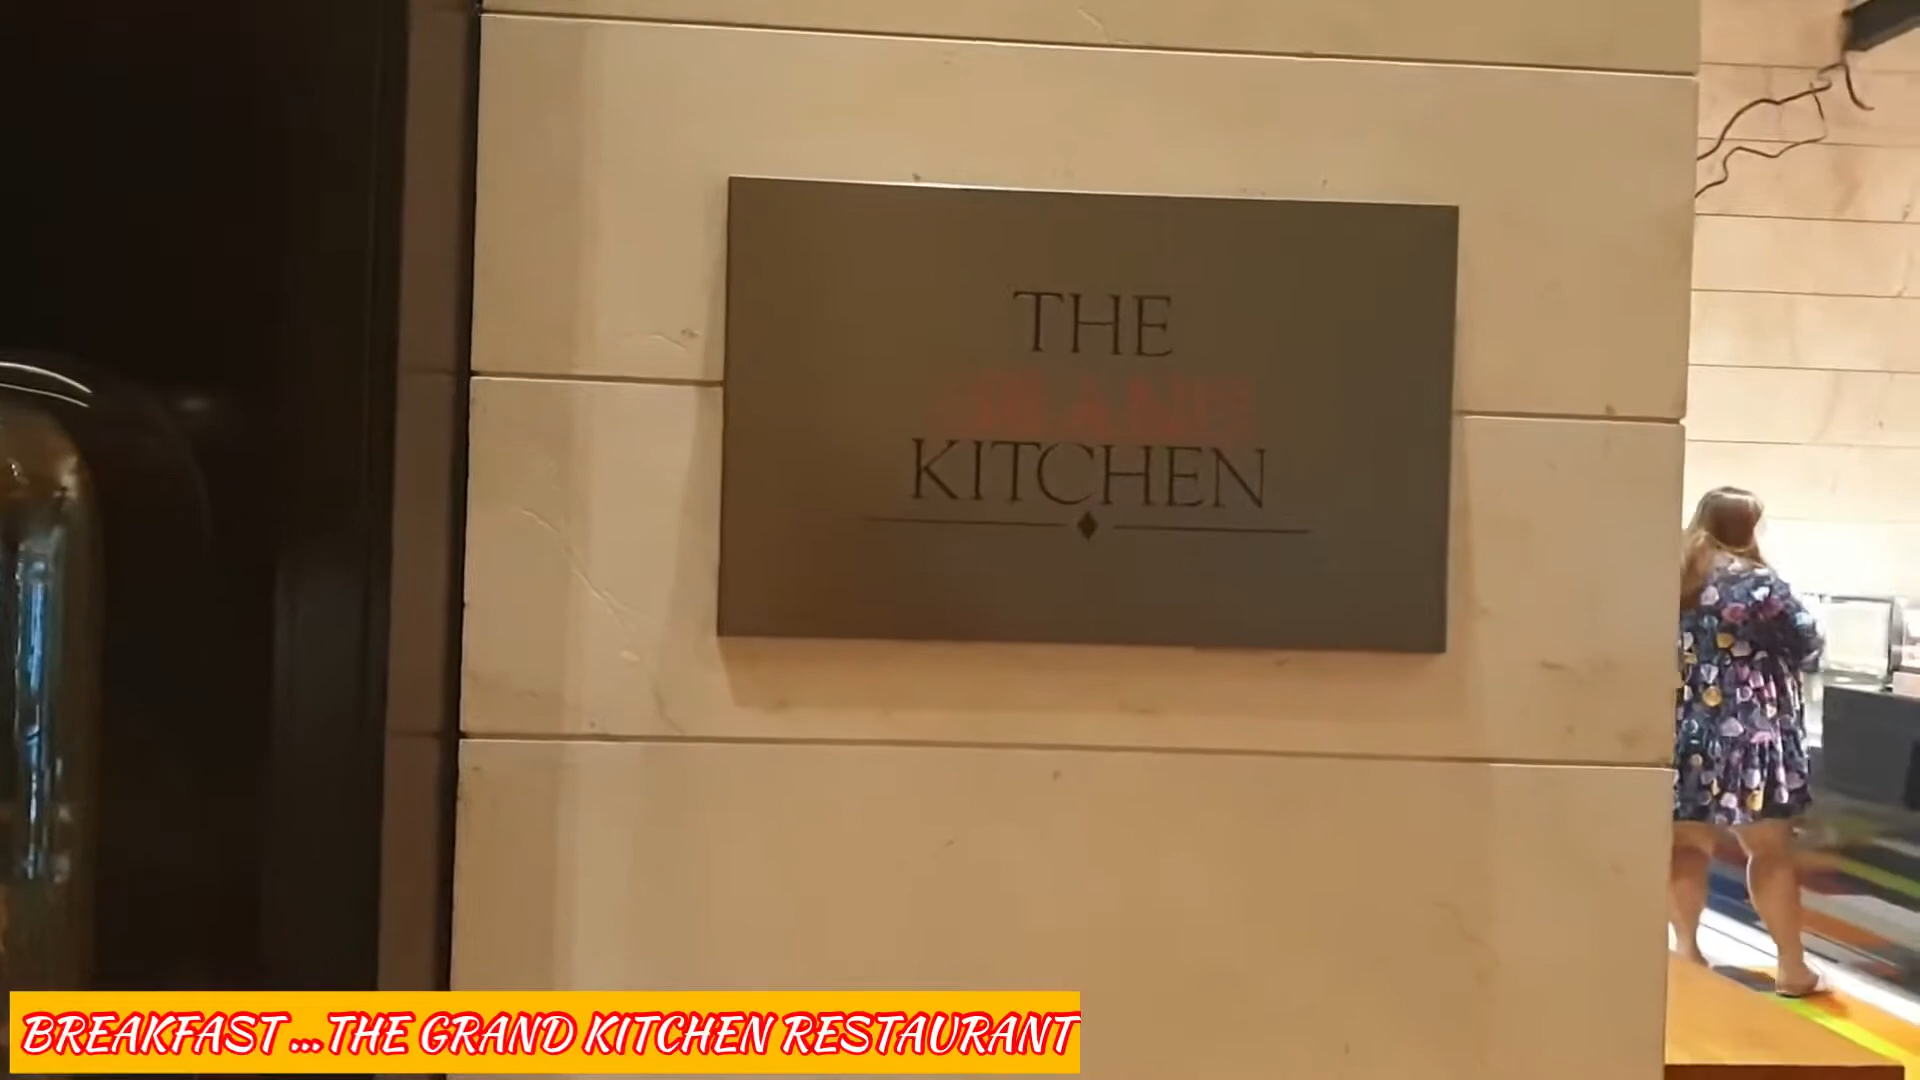 THE
KITCHEN
BREAKFAST ...THE GRAND KITCHEN RESTAURANT